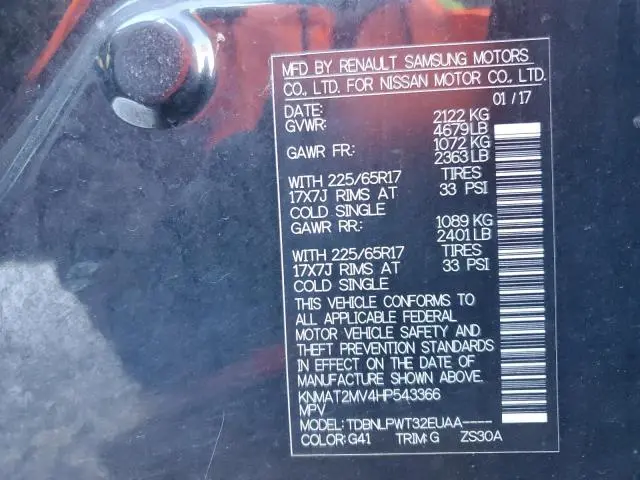 MFD BY RENAULT SAMSUNG MOTORS
CO., LTD. FOR NISSAN MOTOR CO., LTD.
DATE: 01/17
GVWR: 2122 KG
4679 LB
GAWR FR: 1072 KG
2363 LB
WITH 225/65R17 TIRES
17X7J RIMS AT 33 PSI
COLD SINGLE
GAWR RR: 1089 KG
2401 LB
WITH 225/65R17 TIRES
17X7J RIMS AT 33 PSI
COLD SINGLE
THIS VEHICLE CONFORMS TO
ALL APPLICABLE FEDERAL
MOTOR VEHICLE SAFETY AND
THEFT PREVENTION STANDARDS
IN EFFECT ON THE DATE OF
MANUFACTURE SHOWN ABOVE.
KNMAT2MV4HP543366
MPV
MODEL: TDBNLPWT32EUAA----
COLOR: G41 TRIM: G ZS30A